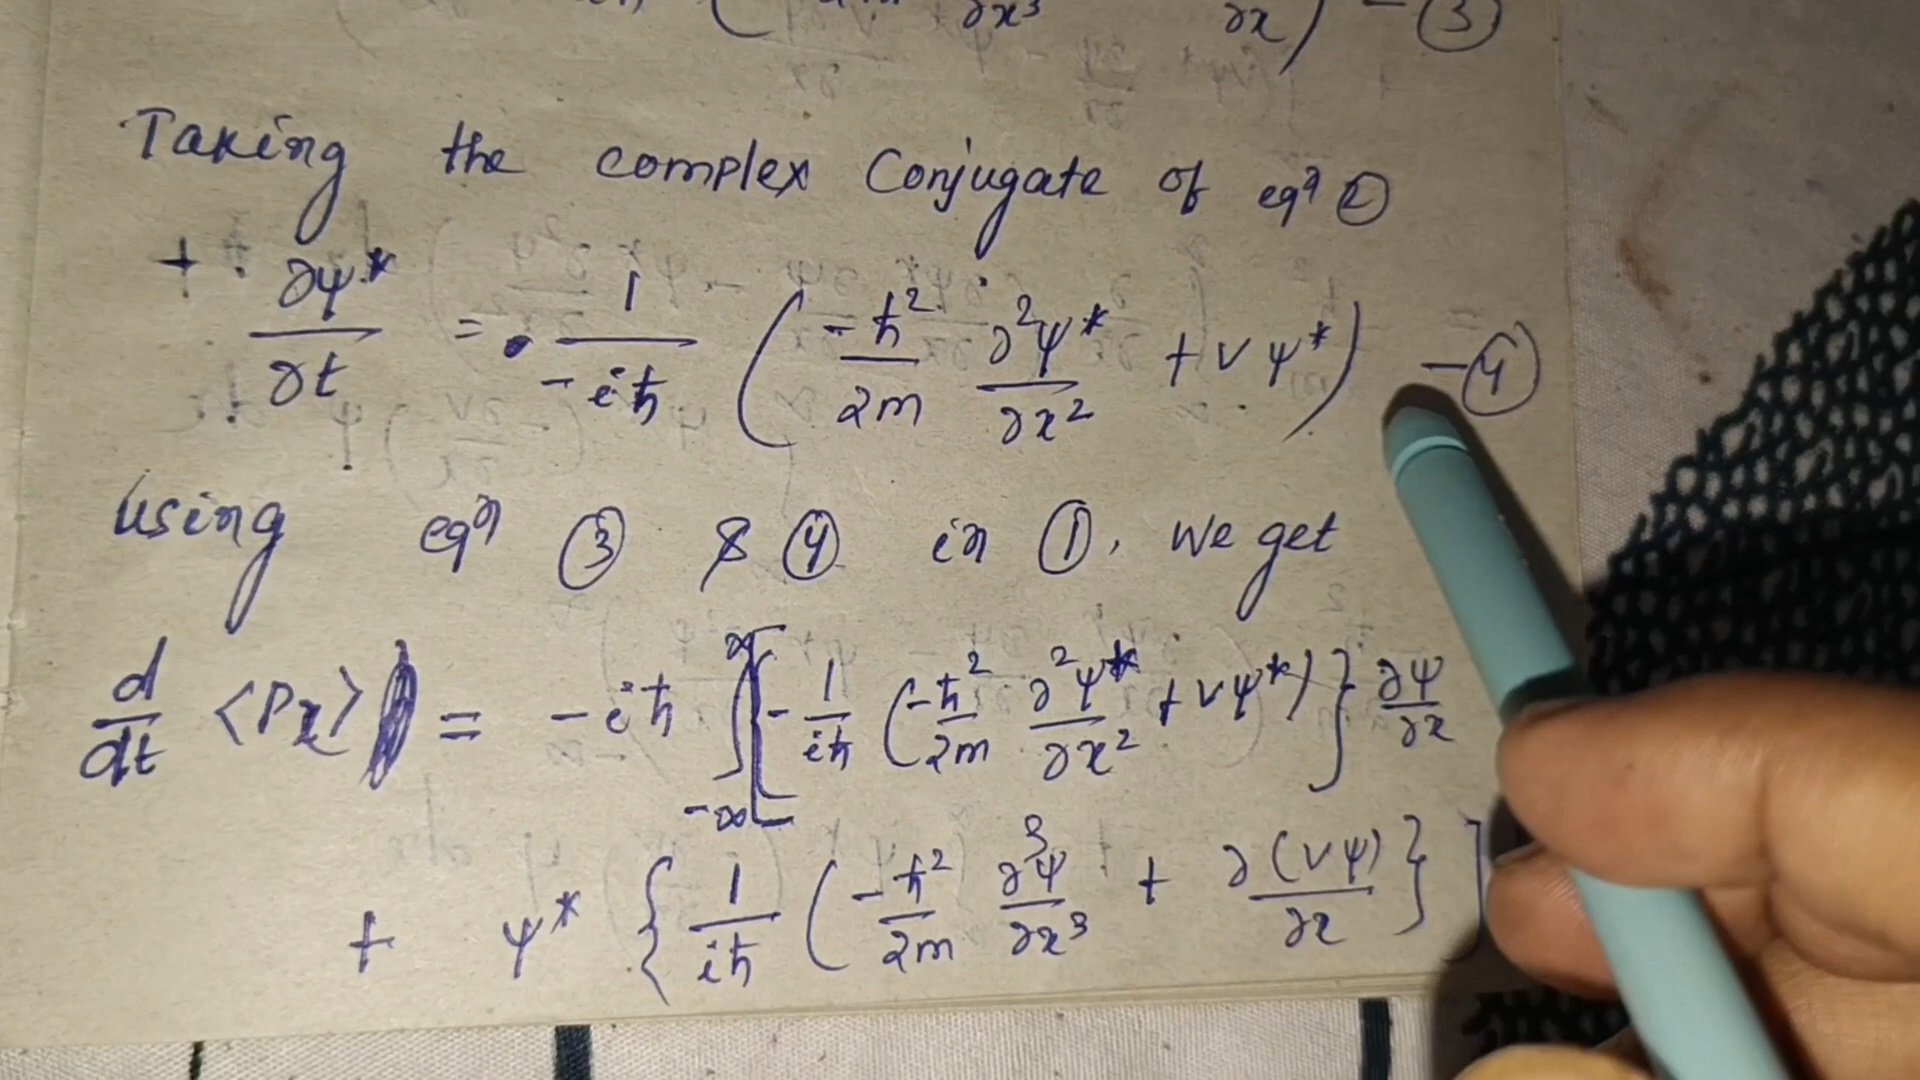 ∂x³ ∂x ) - ③
Taking the complex Conjugate of eqⁿ ②
+ ∂ψ*/∂t = 1/-iħ ( -ħ²/2m ∂²ψ*/∂x² + vψ* ) - ④
using eqⁿ ③ & ④ in ①, we get
d/dt <Px> = -iħ ∫_{-∞}^{∞} [ { - 1/iħ ( -ħ²/2m ∂²ψ*/∂x² + vψ* ) } ∂ψ/∂x
+ ψ* { 1/iħ ( -ħ²/2m ∂³ψ/∂x³ + ∂(vψ)/∂x } ]